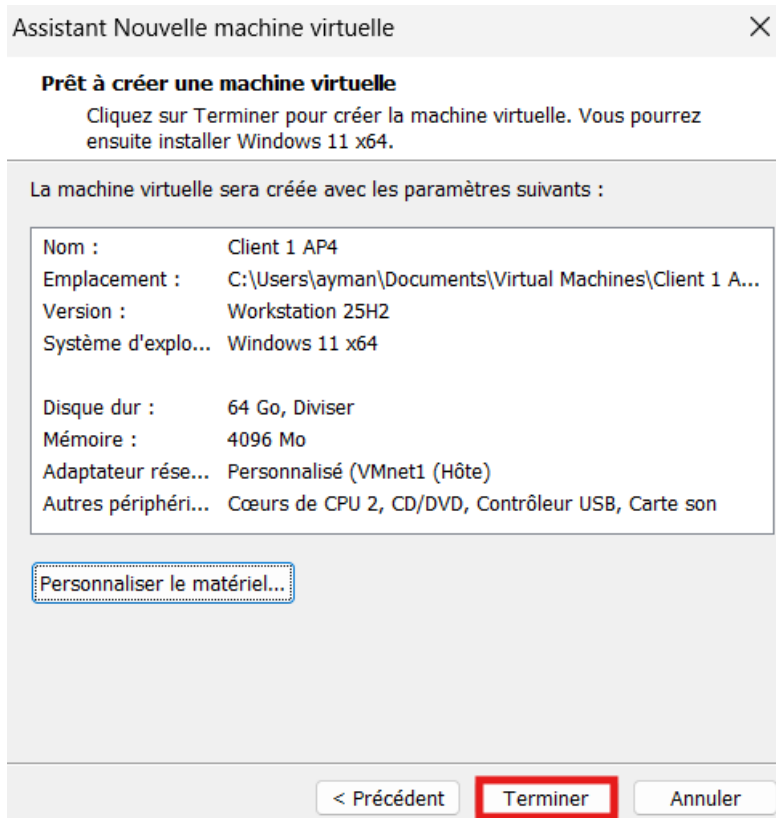 Assistant Nouvelle machine virtuelle
Prêt à créer une machine virtuelle
Cliquez sur Terminer pour créer la machine virtuelle. Vous pourrez
ensuite installer Windows 11 x64.
La machine virtuelle sera créée avec les paramètres suivants :
Nom : Client 1 AP4
Emplacement : C:\Users\ayman\Documents\Virtual Machines\Client 1 A...
Version : Workstation 25H2
Système d'explo... Windows 11 x64
Disque dur : 64 Go, Diviser
Mémoire : 4096 Mo
Adaptateur rése... Personnalisé (VMnet1 (Hôte)
Autres périphéri... Cœurs de CPU 2, CD/DVD, Contrôleur USB, Carte son
Personnaliser le matériel...
< Précédent Terminer Annuler